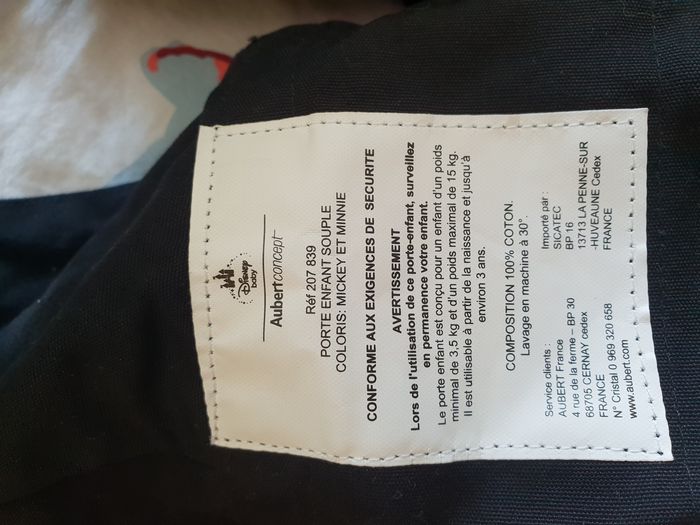 Disney
baby
Aubert concept
Réf 207 839
PORTE ENFANT SOUPLE
COLORIS: MICKEY ET MINNIE
CONFORME AUX EXIGENCES DE SECURITE
AVERTISSEMENT
Lors de l'utilisation de ce porte-enfant, surveillez
en permanence votre enfant.
Le porte enfant est conçu pour un enfant d'un poids
minimal de 3,5 kg et d'un poids maximal de 15 kg.
Il est utilisable à partir de la naissance et jusqu'à
environ 3 ans.
COMPOSITION 100% COTON.
Lavage en machine à 30°.
Service clients :
AUBERT France
4 rue de la ferme – BP 30
68705 CERNAY cedex
FRANCE
N° Cristal 0 969 320 658
www.aubert.com
Importé par :
SICATEC
BP 16
13713 LA PENNE-SUR
-HUVEAUNE Cedex
FRANCE